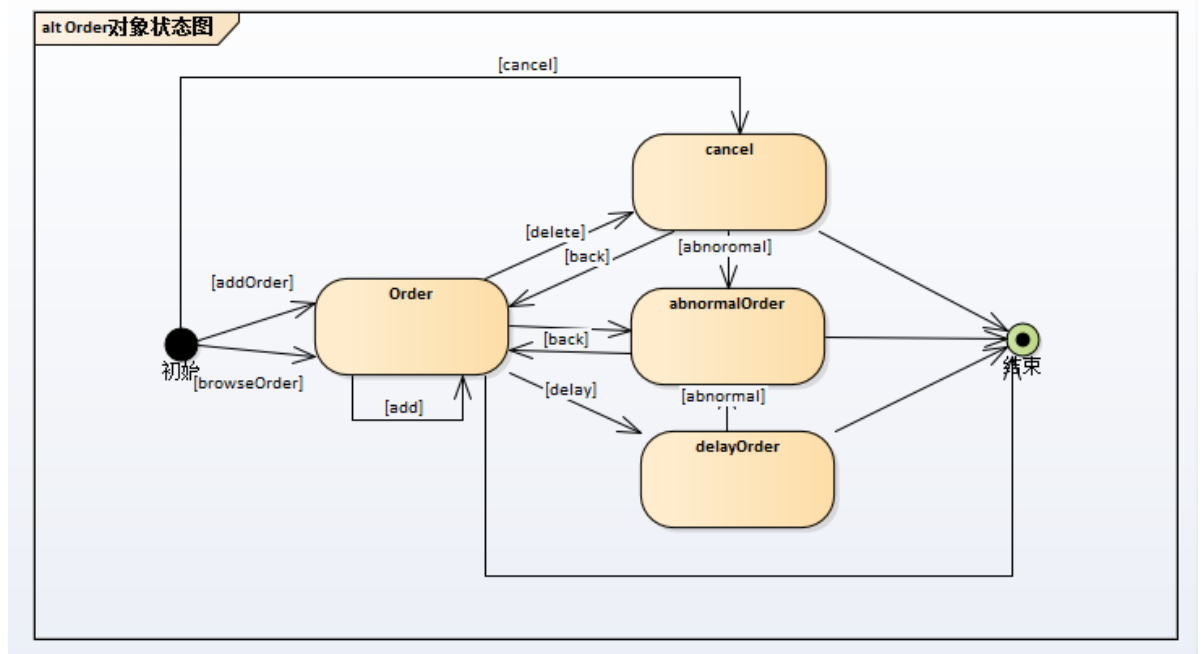 alt Order对象状态图
[cancel]
cancel
[delete]
[back]
[abnoromal]
[addOrder]
Order
abnormalOrder
[back]
初始
结束
[browseOrder]
[add]
[delay]
[abnormal]
delayOrder